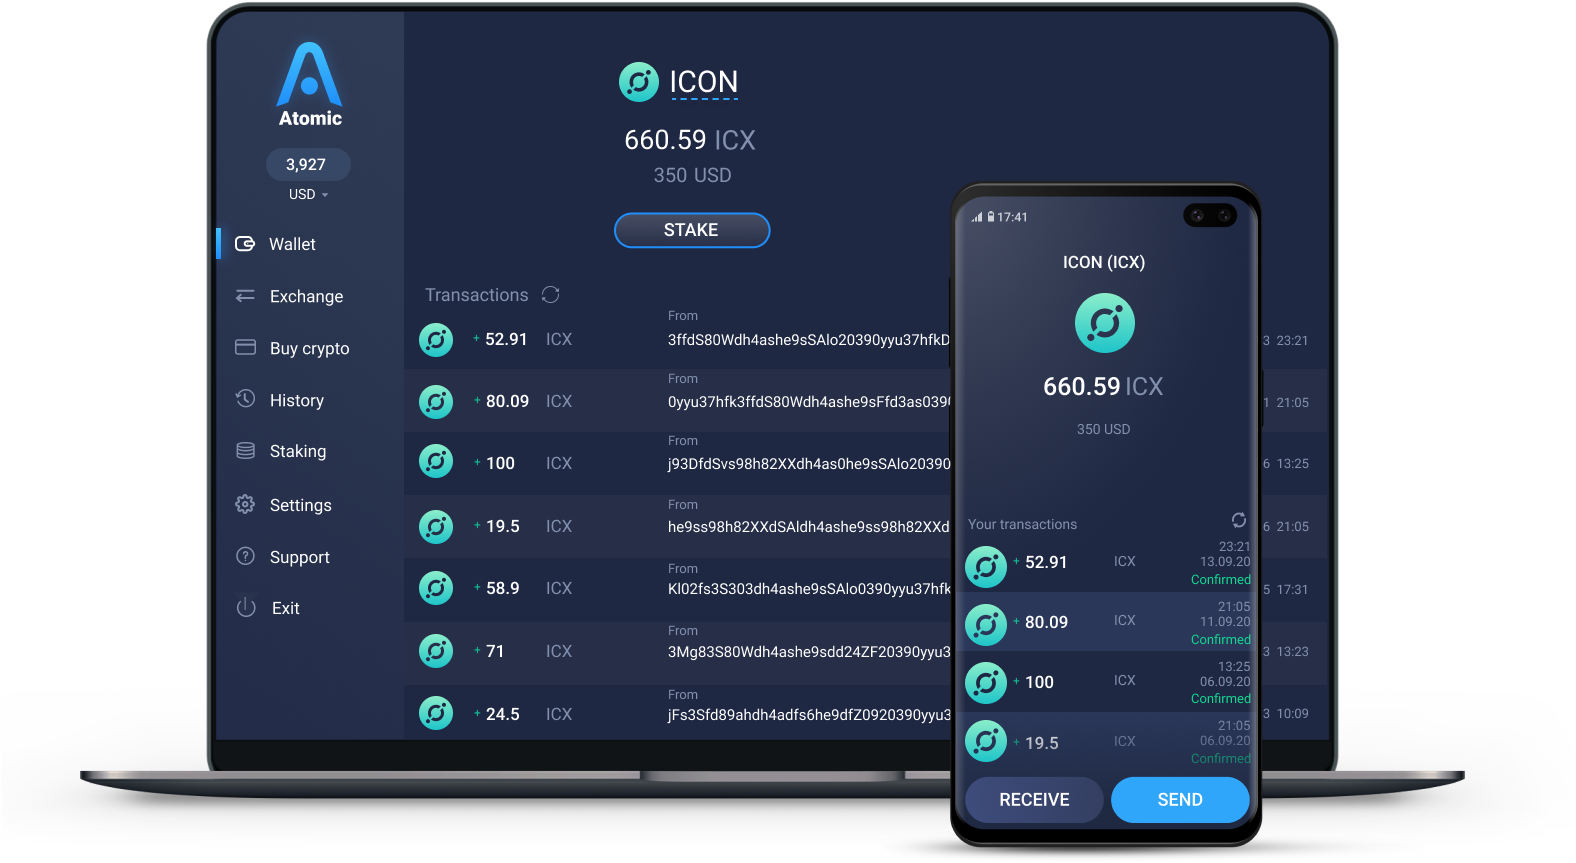 Atomic
3,927
USD
Wallet
Exchange
Buy crypto
History
Staking
Settings
Support
Exit
ICON
660.59 ICX
350 USD
STAKE
Transactions
From
+ 52.91 ICX 3ffdS80Wdh4ashe9sSAlo20390yyu37hfkD 3 23:21
From
+ 80.09 ICX 0yyu37hfk3ffdS80Wdh4ashe9sFfd3as039 1 21:05
From
+ 100 ICX j93DfdSvs98h82XXdh4as0he9sSAlo20390 6 13:25
From
+ 19.5 ICX he9ss98h82XXdSAldh4ashe9ss98h82XXd 6 21:05
From
+ 58.9 ICX Kl02fs3S303dh4ashe9sSAlo0390yyu37hfk 5 17:31
From
+ 71 ICX 3Mg83S80Wdh4ashe9sdd24ZF20390yyu3 3 13:23
From
+ 24.5 ICX jFs3Sfd89ahdh4adfs6he9dfZ0920390yyu3 3 10:09
17:41
ICON (ICX)
660.59 ICX
350 USD
Your transactions
23:21
+ 52.91 ICX 13.09.20
Confirmed
21:05
+ 80.09 ICX 11.09.20
Confirmed
13:25
+ 100 ICX 06.09.20
Confirmed
21:05
+ 19.5 ICX 06.09.20
Confirmed
RECEIVE SEND